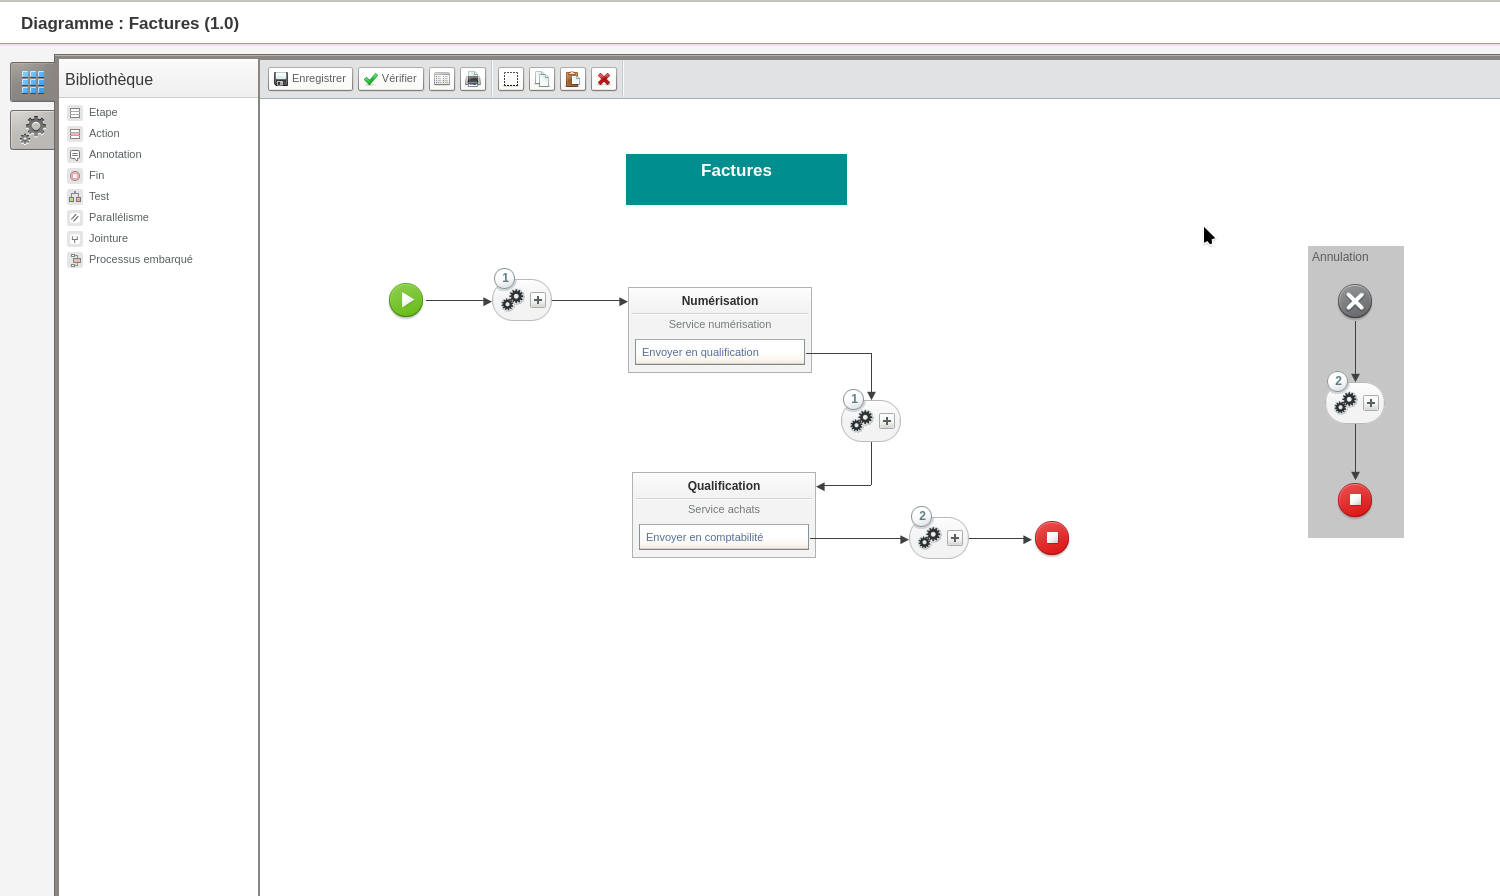 Diagramme : Factures (1.0)
Bibliothèque
Enregistrer
Vérifier
Etape
Action
Annotation
Fin
Test
Parallélisme
Jointure
Processus embarqué
Factures
1
Numérisation
Service numérisation
Envoyer en qualification
1
Qualification
Service achats
Envoyer en comptabilité
2
Annulation
2